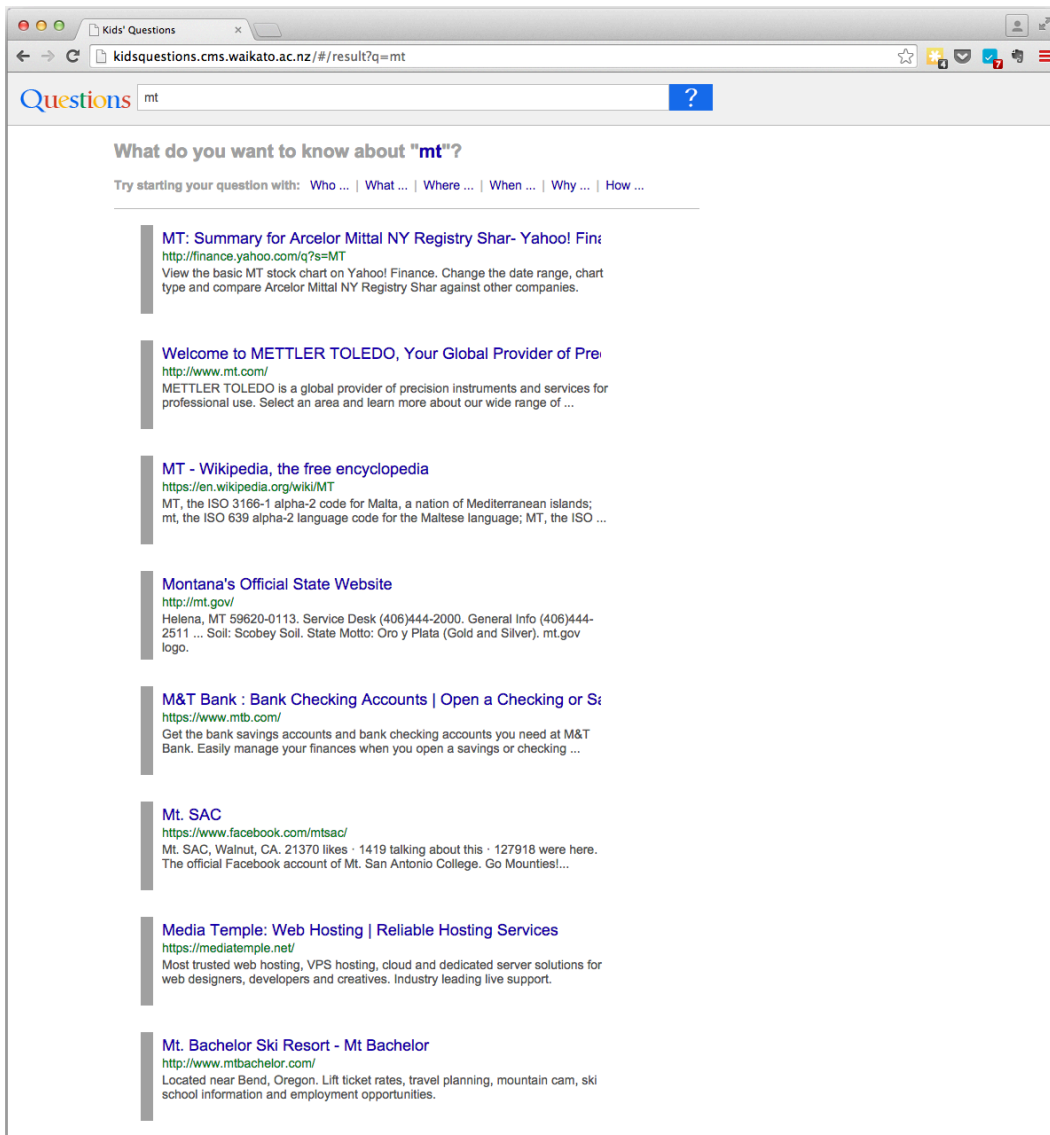 Kids' Questions
kidsquestions.cms.waikato.ac.nz/#/result?q=mt
4
7
Questions
mt
?
What do you want to know about "mt"?
Try starting your question with: Who ... | What ... | Where ... | When ... | Why ... | How ...
MT: Summary for Arcelor Mittal NY Registry Shar- Yahoo! Fina
http://finance.yahoo.com/q?s=MT
View the basic MT stock chart on Yahoo! Finance. Change the date range, chart
type and compare Arcelor Mittal NY Registry Shar against other companies.
Welcome to METTLER TOLEDO, Your Global Provider of Prec
http://www.mt.com/
METTLER TOLEDO is a global provider of precision instruments and services for
professional use. Select an area and learn more about our wide range of ...
MT - Wikipedia, the free encyclopedia
https://en.wikipedia.org/wiki/MT
MT, the ISO 3166-1 alpha-2 code for Malta, a nation of Mediterranean islands;
mt, the ISO 639 alpha-2 language code for the Maltese language; MT, the ISO ...
Montana's Official State Website
http://mt.gov/
Helena, MT 59620-0113. Service Desk (406)444-2000. General Info (406)444-
2511 ... Soil: Scobey Soil. State Motto: Oro y Plata (Gold and Silver). mt.gov
logo.
M&T Bank : Bank Checking Accounts | Open a Checking or Sa
https://www.mtb.com/
Get the bank savings accounts and bank checking accounts you need at M&T
Bank. Easily manage your finances when you open a savings or checking ...
Mt. SAC
https://www.facebook.com/mtsac/
Mt. SAC, Walnut, CA. 21370 likes · 1419 talking about this · 127918 were here.
The official Facebook account of Mt. San Antonio College. Go Mounties!...
Media Temple: Web Hosting | Reliable Hosting Services
https://mediatemple.net/
Most trusted web hosting, VPS hosting, cloud and dedicated server solutions for
web designers, developers and creatives. Industry leading live support.
Mt. Bachelor Ski Resort - Mt Bachelor
http://www.mtbachelor.com/
Located near Bend, Oregon. Lift ticket rates, travel planning, mountain cam, ski
school information and employment opportunities.